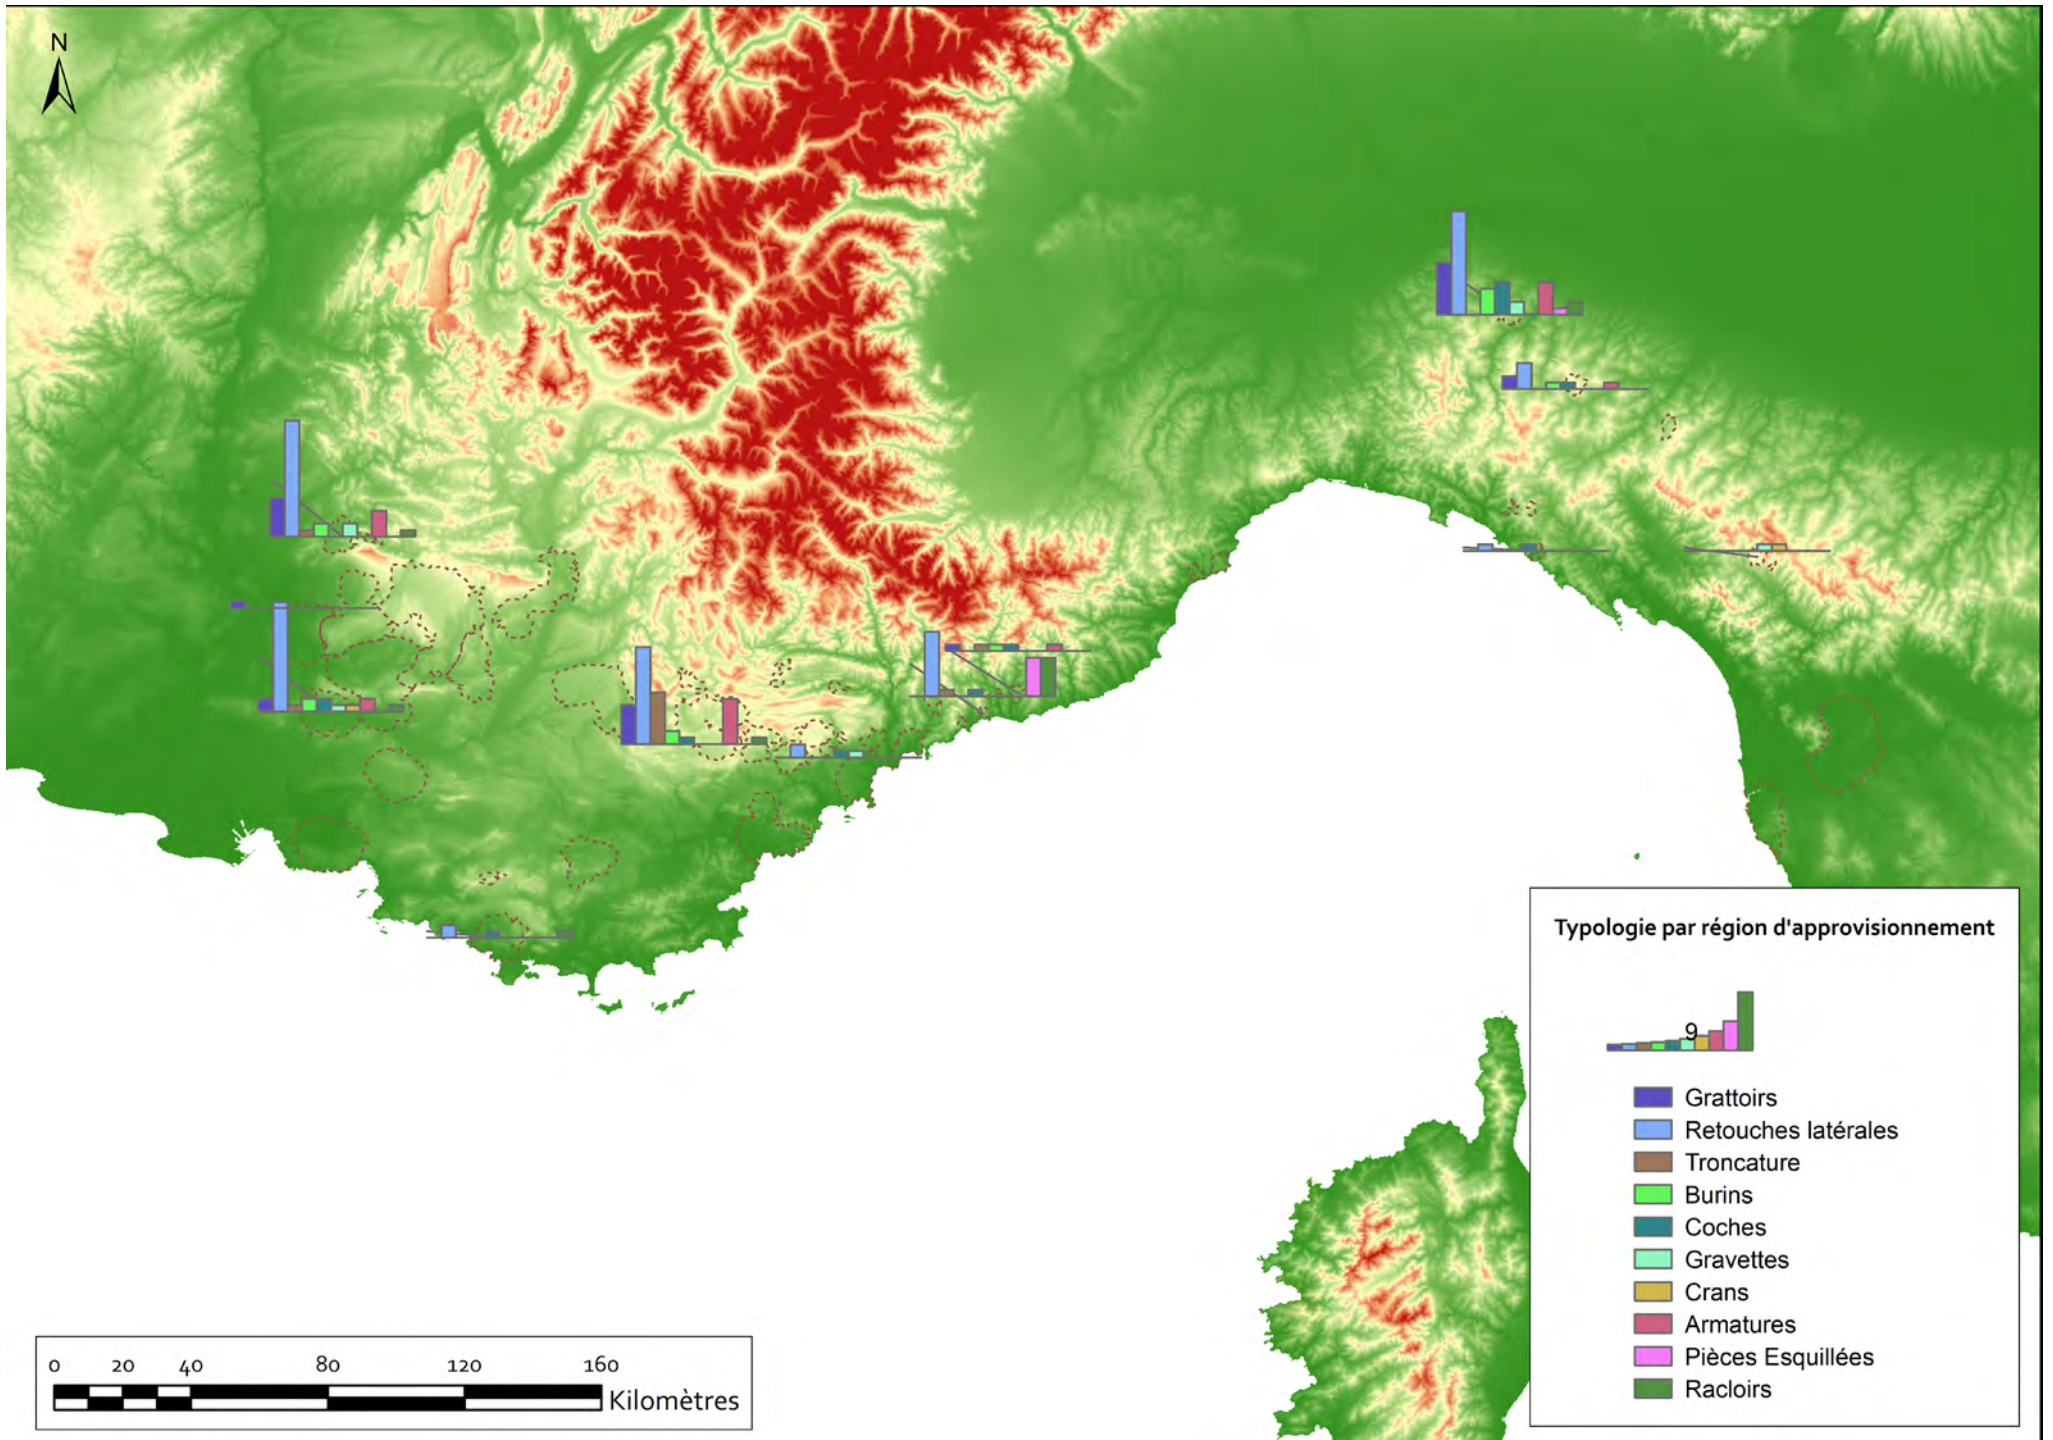 N
Typologie par région d'approvisionnement
9
Grattoirs
Retouches latérales
Troncature
Burins
Coches
Gravettes
Crans
Armatures
Pièces Esquillées
Racloirs
0 20 40 80 120 160
Kilomètres